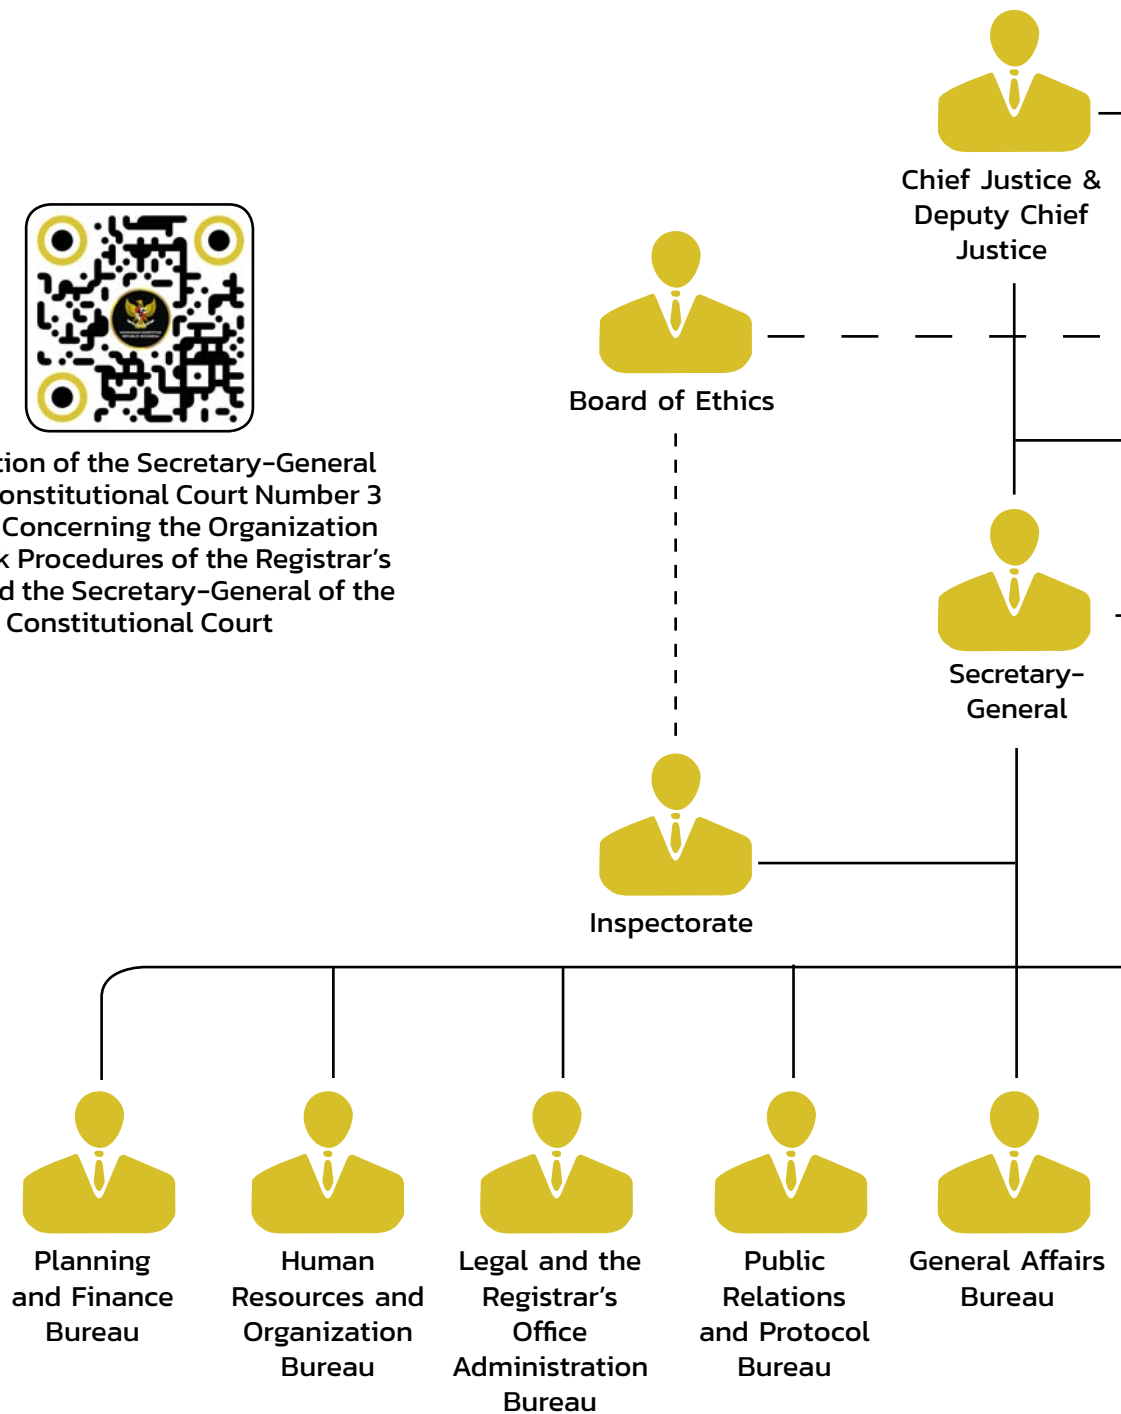 Chief Justice &
Deputy Chief
Justice
Board of Ethics
tion of the Secretary-General
onstitutional Court Number 3
Concerning the Organization
k Procedures of the Registrar's
d the Secretary-General of the
Constitutional Court
Secretary-
General
Inspectorate
Planning
and Finance
Bureau
Human
Resources and
Organization
Bureau
Legal and the
Registrar's
Office
Administration
Bureau
Public
Relations
and Protocol
Bureau
General Affairs
Bureau